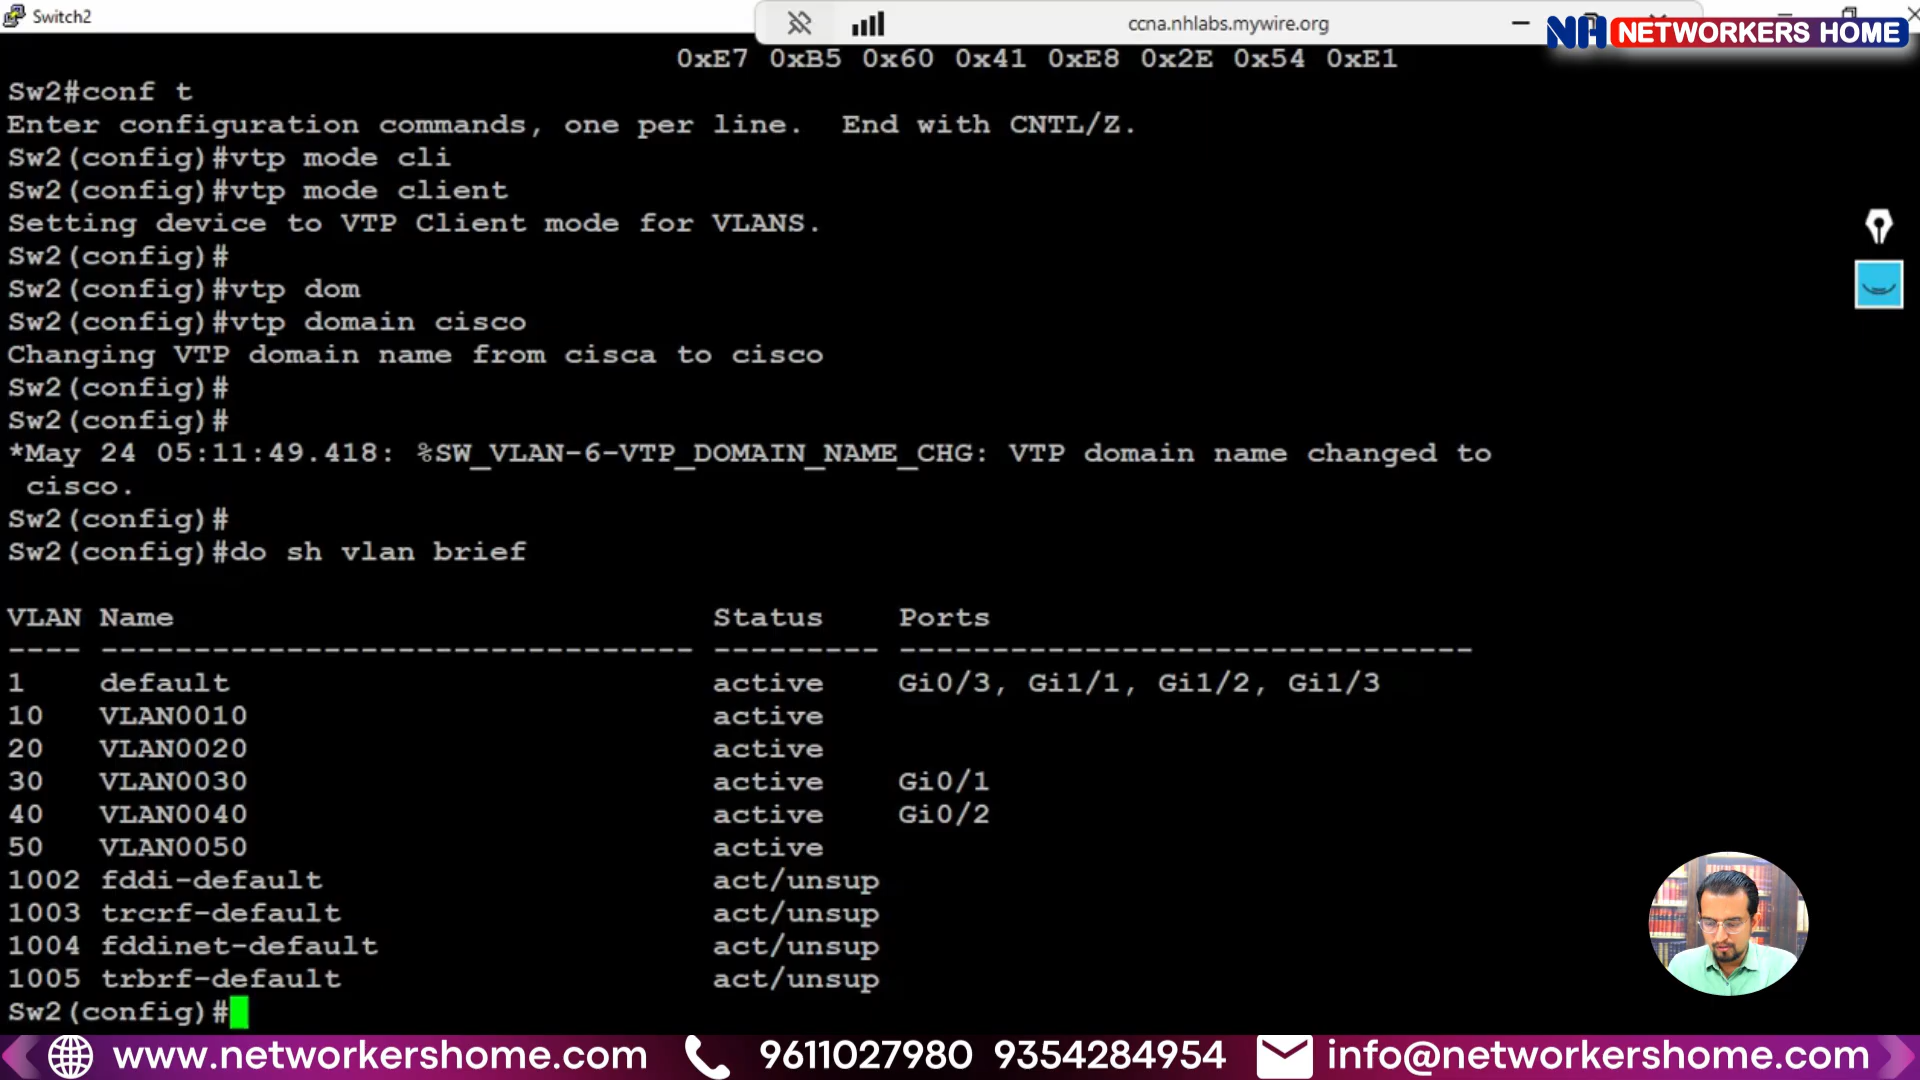 Switch2
ccna.nhlabs.mywire.org
NH NETWORKERS HOME
0xE7 0xB5 0x60 0x41 0xE8 0x2E 0x54 0xE1
Sw2#conf t
Enter configuration commands, one per line.  End with CNTL/Z.
Sw2(config)#vtp mode cli
Sw2(config)#vtp mode client
Setting device to VTP Client mode for VLANS.
Sw2(config)#
Sw2(config)#vtp dom
Sw2(config)#vtp domain cisco
Changing VTP domain name from cisca to cisco
Sw2(config)#
Sw2(config)#
*May 24 05:11:49.418: %SW_VLAN-6-VTP_DOMAIN_NAME_CHG: VTP domain name changed to
cisco.
Sw2(config)#
Sw2(config)#do sh vlan brief
VLAN Name                             Status    Ports
---- -------------------------------- --------- -------------------------------
1    default                          active    Gi0/3, Gi1/1, Gi1/2, Gi1/3
10   VLAN0010                         active
20   VLAN0020                         active
30   VLAN0030                         active    Gi0/1
40   VLAN0040                         active    Gi0/2
50   VLAN0050                         active
1002 fddi-default                     act/unsup
1003 trcrf-default                    act/unsup
1004 fddinet-default                  act/unsup
1005 trbrf-default                    act/unsup
Sw2(config)#
www.networkershome.com 9611027980 9354284954 info@networkershome.com